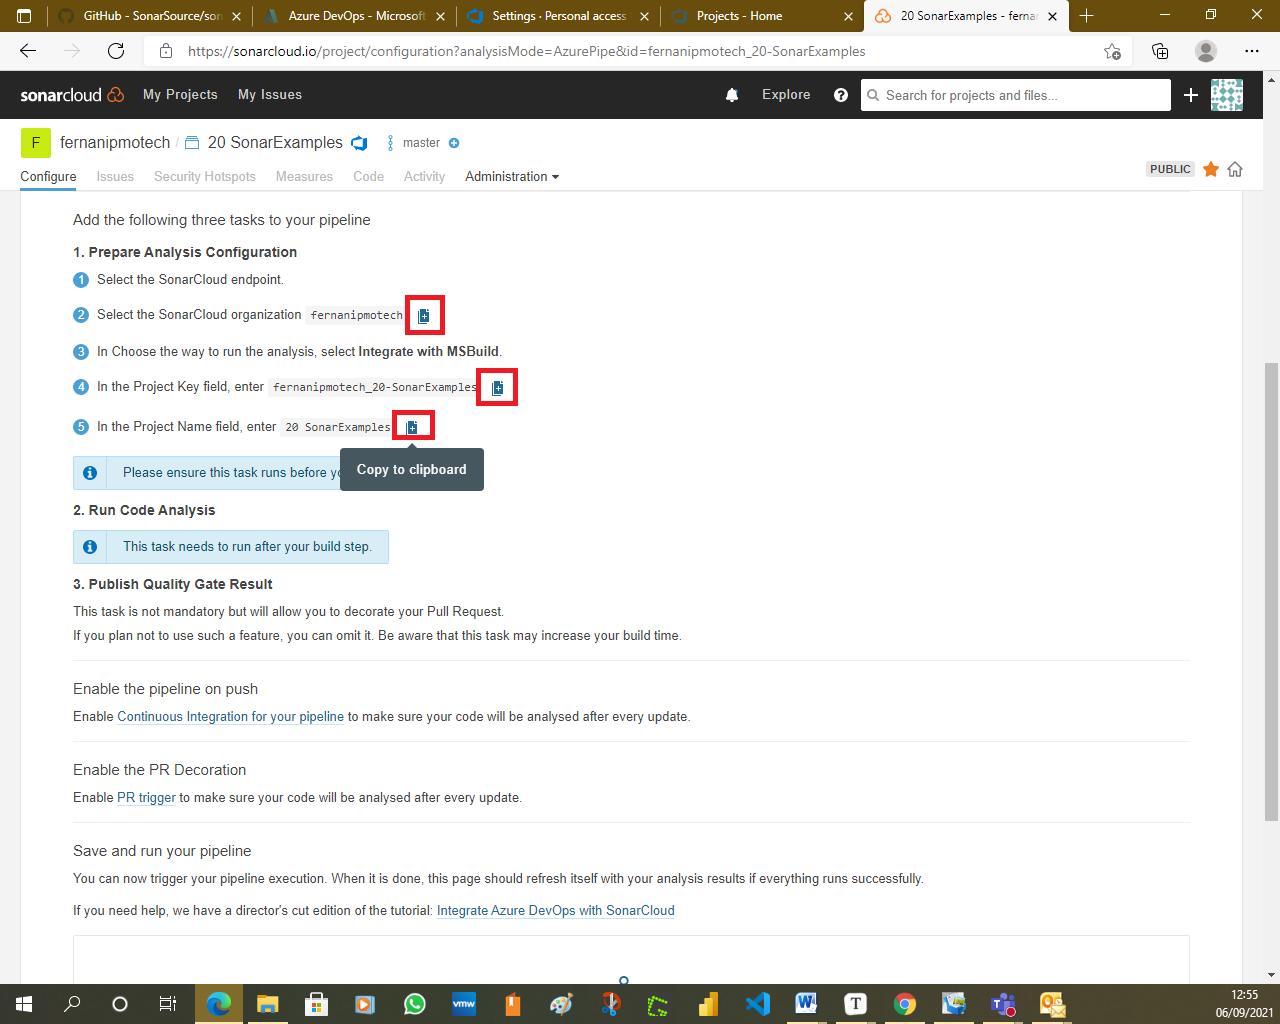 GitHub - SonarSource/son
Azure DevOps - Microsoft
Settings · Personal access
Projects - Home
20 SonarExamples - fernan
https://sonarcloud.io/project/configuration?analysisMode=AzurePipe&id=fernanipmotech_20-SonarExamples
sonarcloud
My Projects
My Issues
Explore
Search for projects and files...
F
fernanipmotech / 20 SonarExamples
master
Configure
Issues
Security Hotspots
Measures
Code
Activity
Administration
PUBLIC
Add the following three tasks to your pipeline
1. Prepare Analysis Configuration
1 Select the SonarCloud endpoint.
2 Select the SonarCloud organization fernanipmotech
3 In Choose the way to run the analysis, select Integrate with MSBuild.
4 In the Project Key field, enter fernanipmotech_20-SonarExamples
5 In the Project Name field, enter 20 SonarExamples
Please ensure this task runs before yo
Copy to clipboard
2. Run Code Analysis
This task needs to run after your build step.
3. Publish Quality Gate Result
This task is not mandatory but will allow you to decorate your Pull Request.
If you plan not to use such a feature, you can omit it. Be aware that this task may increase your build time.
Enable the pipeline on push
Enable Continuous Integration for your pipeline to make sure your code will be analysed after every update.
Enable the PR Decoration
Enable PR trigger to make sure your code will be analysed after every update.
Save and run your pipeline
You can now trigger your pipeline execution. When it is done, this page should refresh itself with your analysis results if everything runs successfully.
If you need help, we have a director's cut edition of the tutorial: Integrate Azure DevOps with SonarCloud
vmw
12:55
06/09/2021